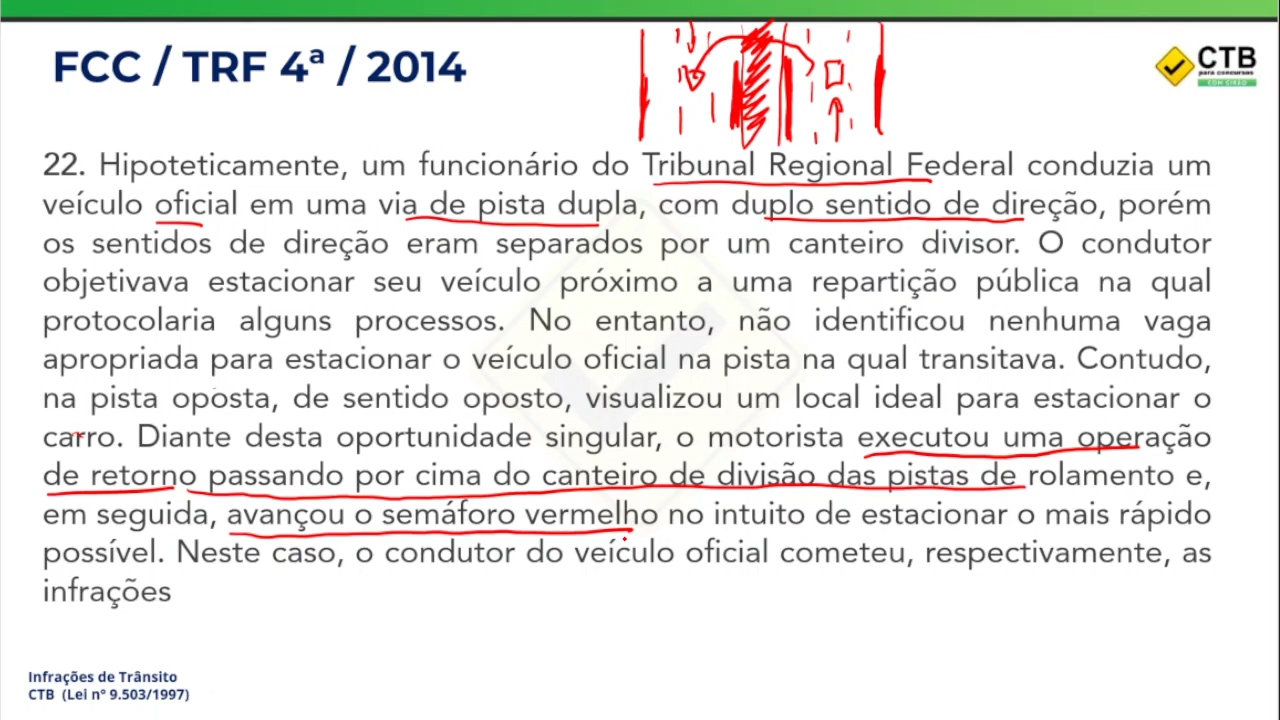 FCC / TRF 4ª / 2014
CTB
para concursos
COM CIRÃO
22. Hipoteticamente, um funcionário do Tribunal Regional Federal conduzia um
veículo oficial em uma via de pista dupla, com duplo sentido de direção, porém
os sentidos de direção eram separados por um canteiro divisor. O condutor
objetivava estacionar seu veículo próximo a uma repartição pública na qual
protocolaria alguns processos. No entanto, não identificou nenhuma vaga
apropriada para estacionar o veículo oficial na pista na qual transitava. Contudo,
na pista oposta, de sentido oposto, visualizou um local ideal para estacionar o
carro. Diante desta oportunidade singular, o motorista executou uma operação
de retorno passando por cima do canteiro de divisão das pistas de rolamento e,
em seguida, avançou o semáforo vermelho no intuito de estacionar o mais rápido
possível. Neste caso, o condutor do veículo oficial cometeu, respectivamente, as
infrações
Infrações de Trânsito
CTB (Lei nº 9.503/1997)